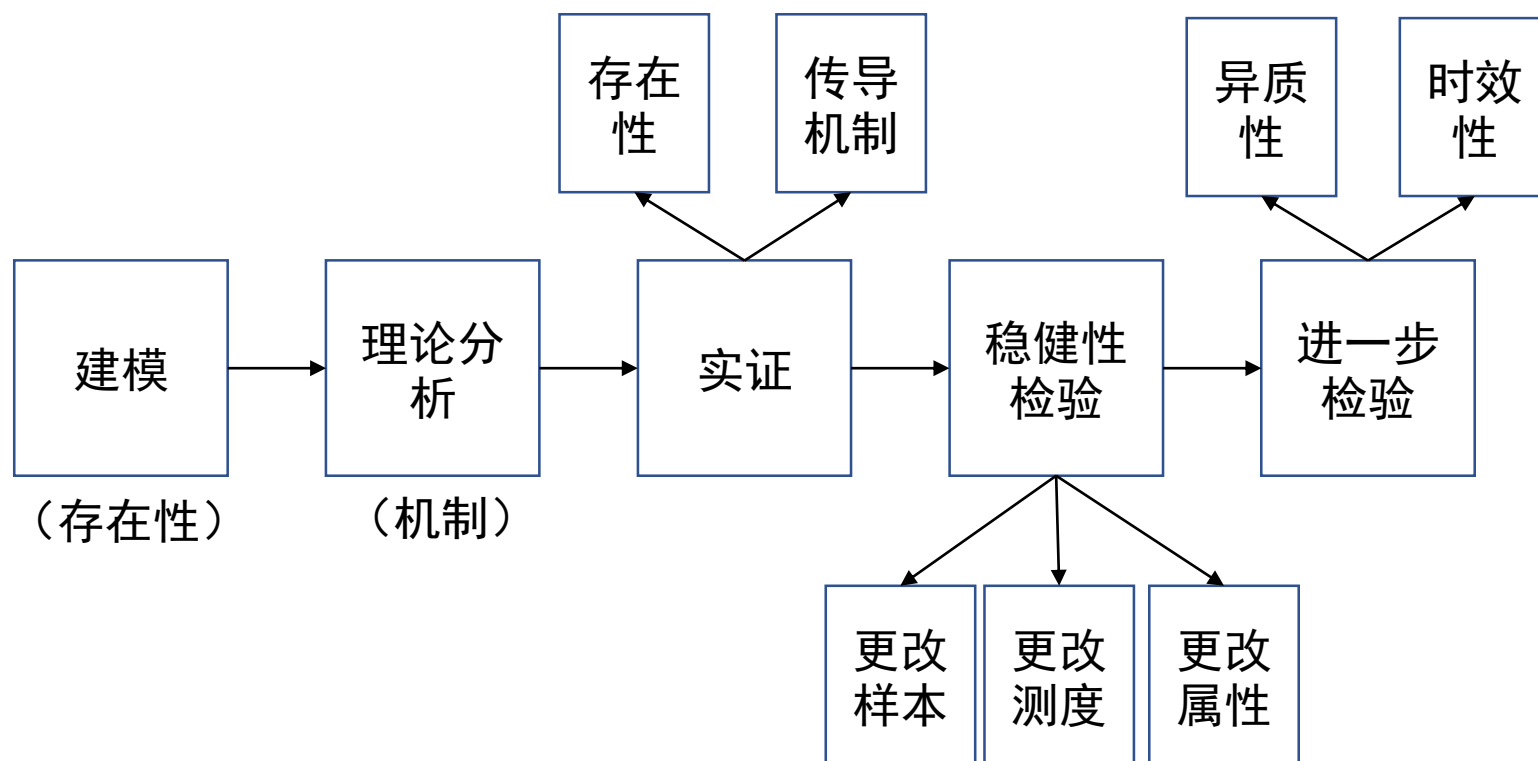 存在
性
传导
机制
异质
性
时效
性
建模
理论分
析
实证
稳健性
检验
进一步
检验
（存在性）
（机制）
更改
样本
更改
测度
更改
属性